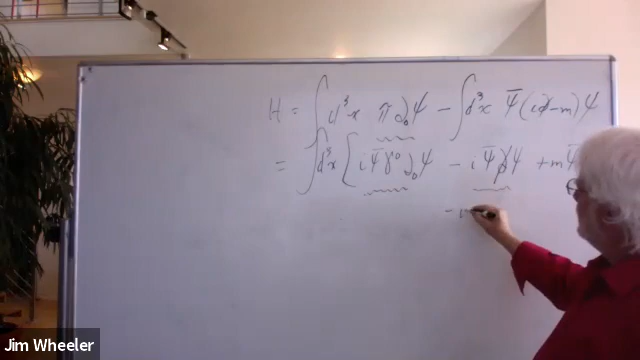 H = ∫d³x π∂₀ψ − ∫d³x ψ̄(i∂̸−m)ψ
= ∫d³x [iψ̄γ⁰∂₀ψ − iψ̄∂̸ψ + mψ̄
− i
Jim Wheeler